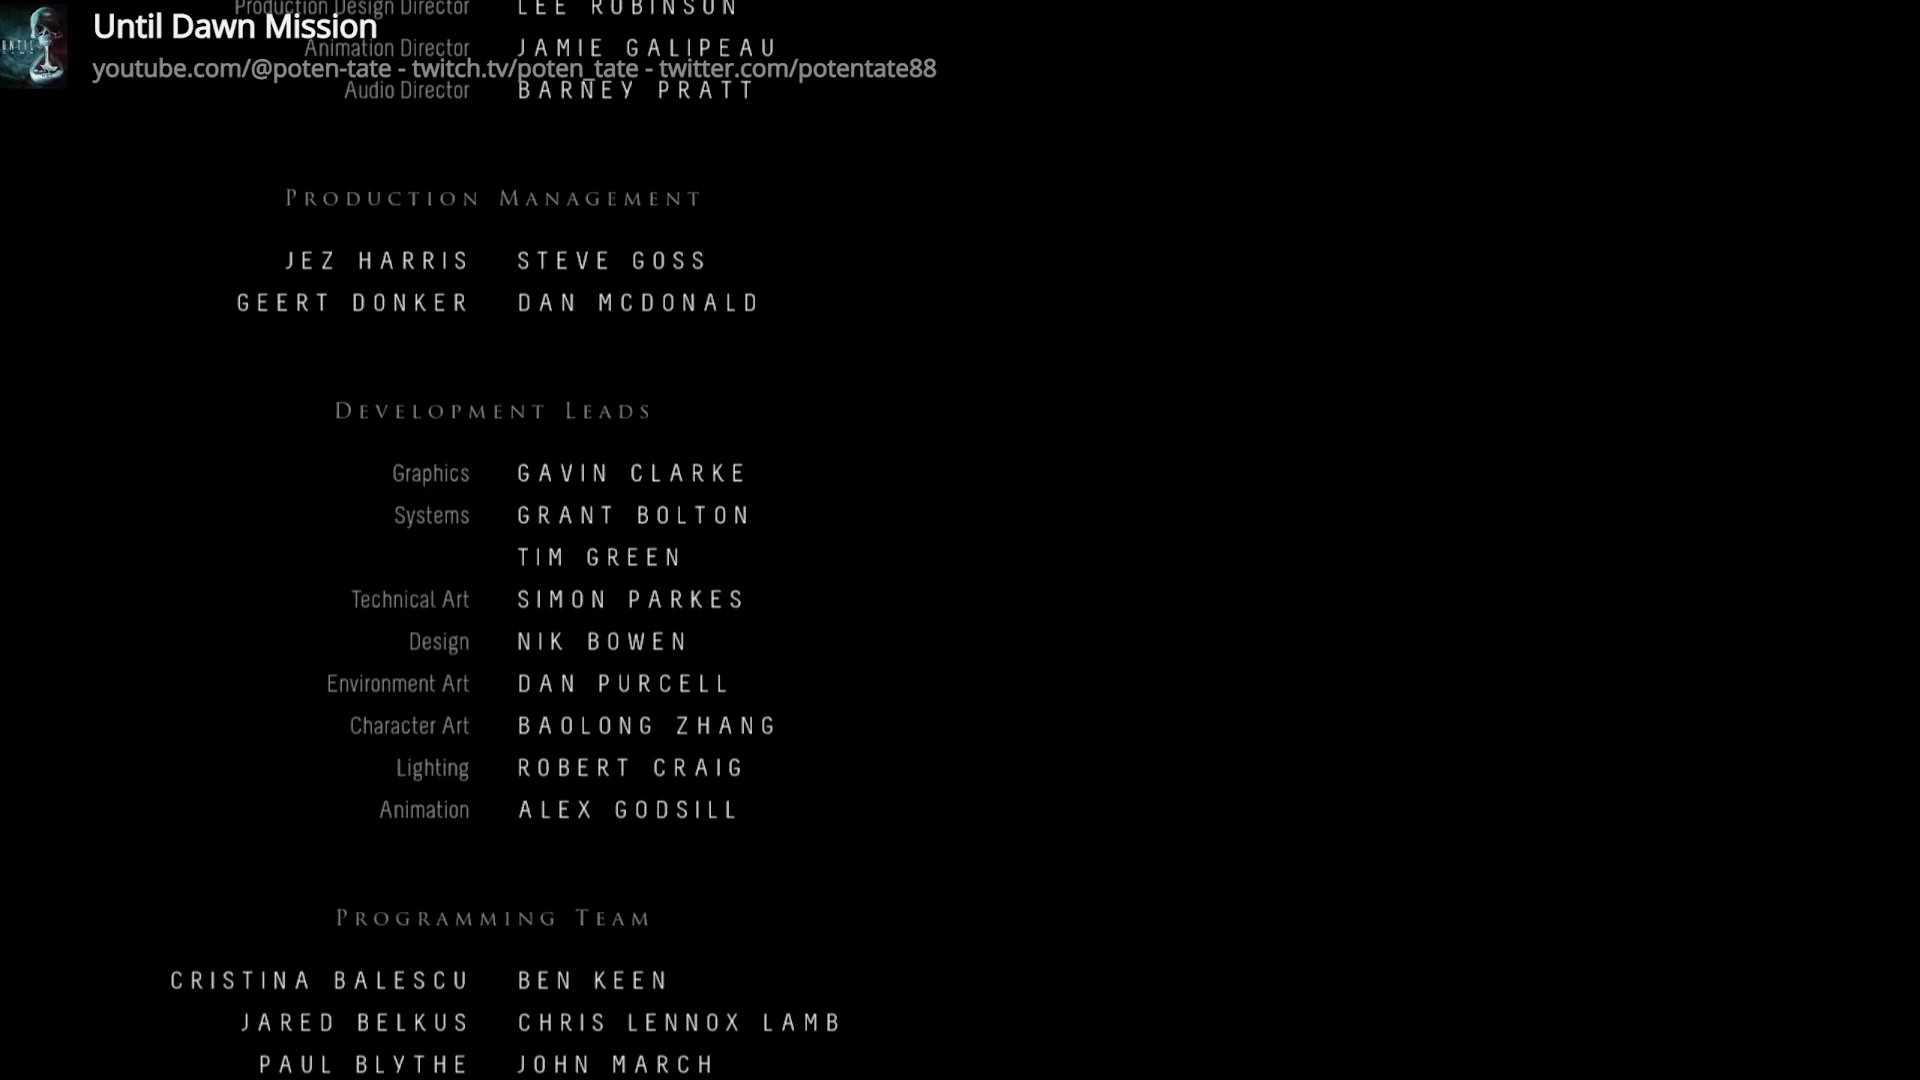 Production Design Director LEE ROBINSON
Until Dawn Mission
Animation Director JAMIE GALIPEAU
youtube.com/@poten-tate - twitch.tv/poten_tate - twitter.com/potentate88
Audio Director BARNEY PRATT
PRODUCTION MANAGEMENT
JEZ HARRIS STEVE GOSS
GEERT DONKER DAN MCDONALD
DEVELOPMENT LEADS
Graphics GAVIN CLARKE
Systems GRANT BOLTON
TIM GREEN
Technical Art SIMON PARKES
Design NIK BOWEN
Environment Art DAN PURCELL
Character Art BAOLONG ZHANG
Lighting ROBERT CRAIG
Animation ALEX GODSILL
PROGRAMMING TEAM
CRISTINA BALESCU BEN KEEN
JARED BELKUS CHRIS LENNOX LAMB
PAUL BLYTHE JOHN MARCH